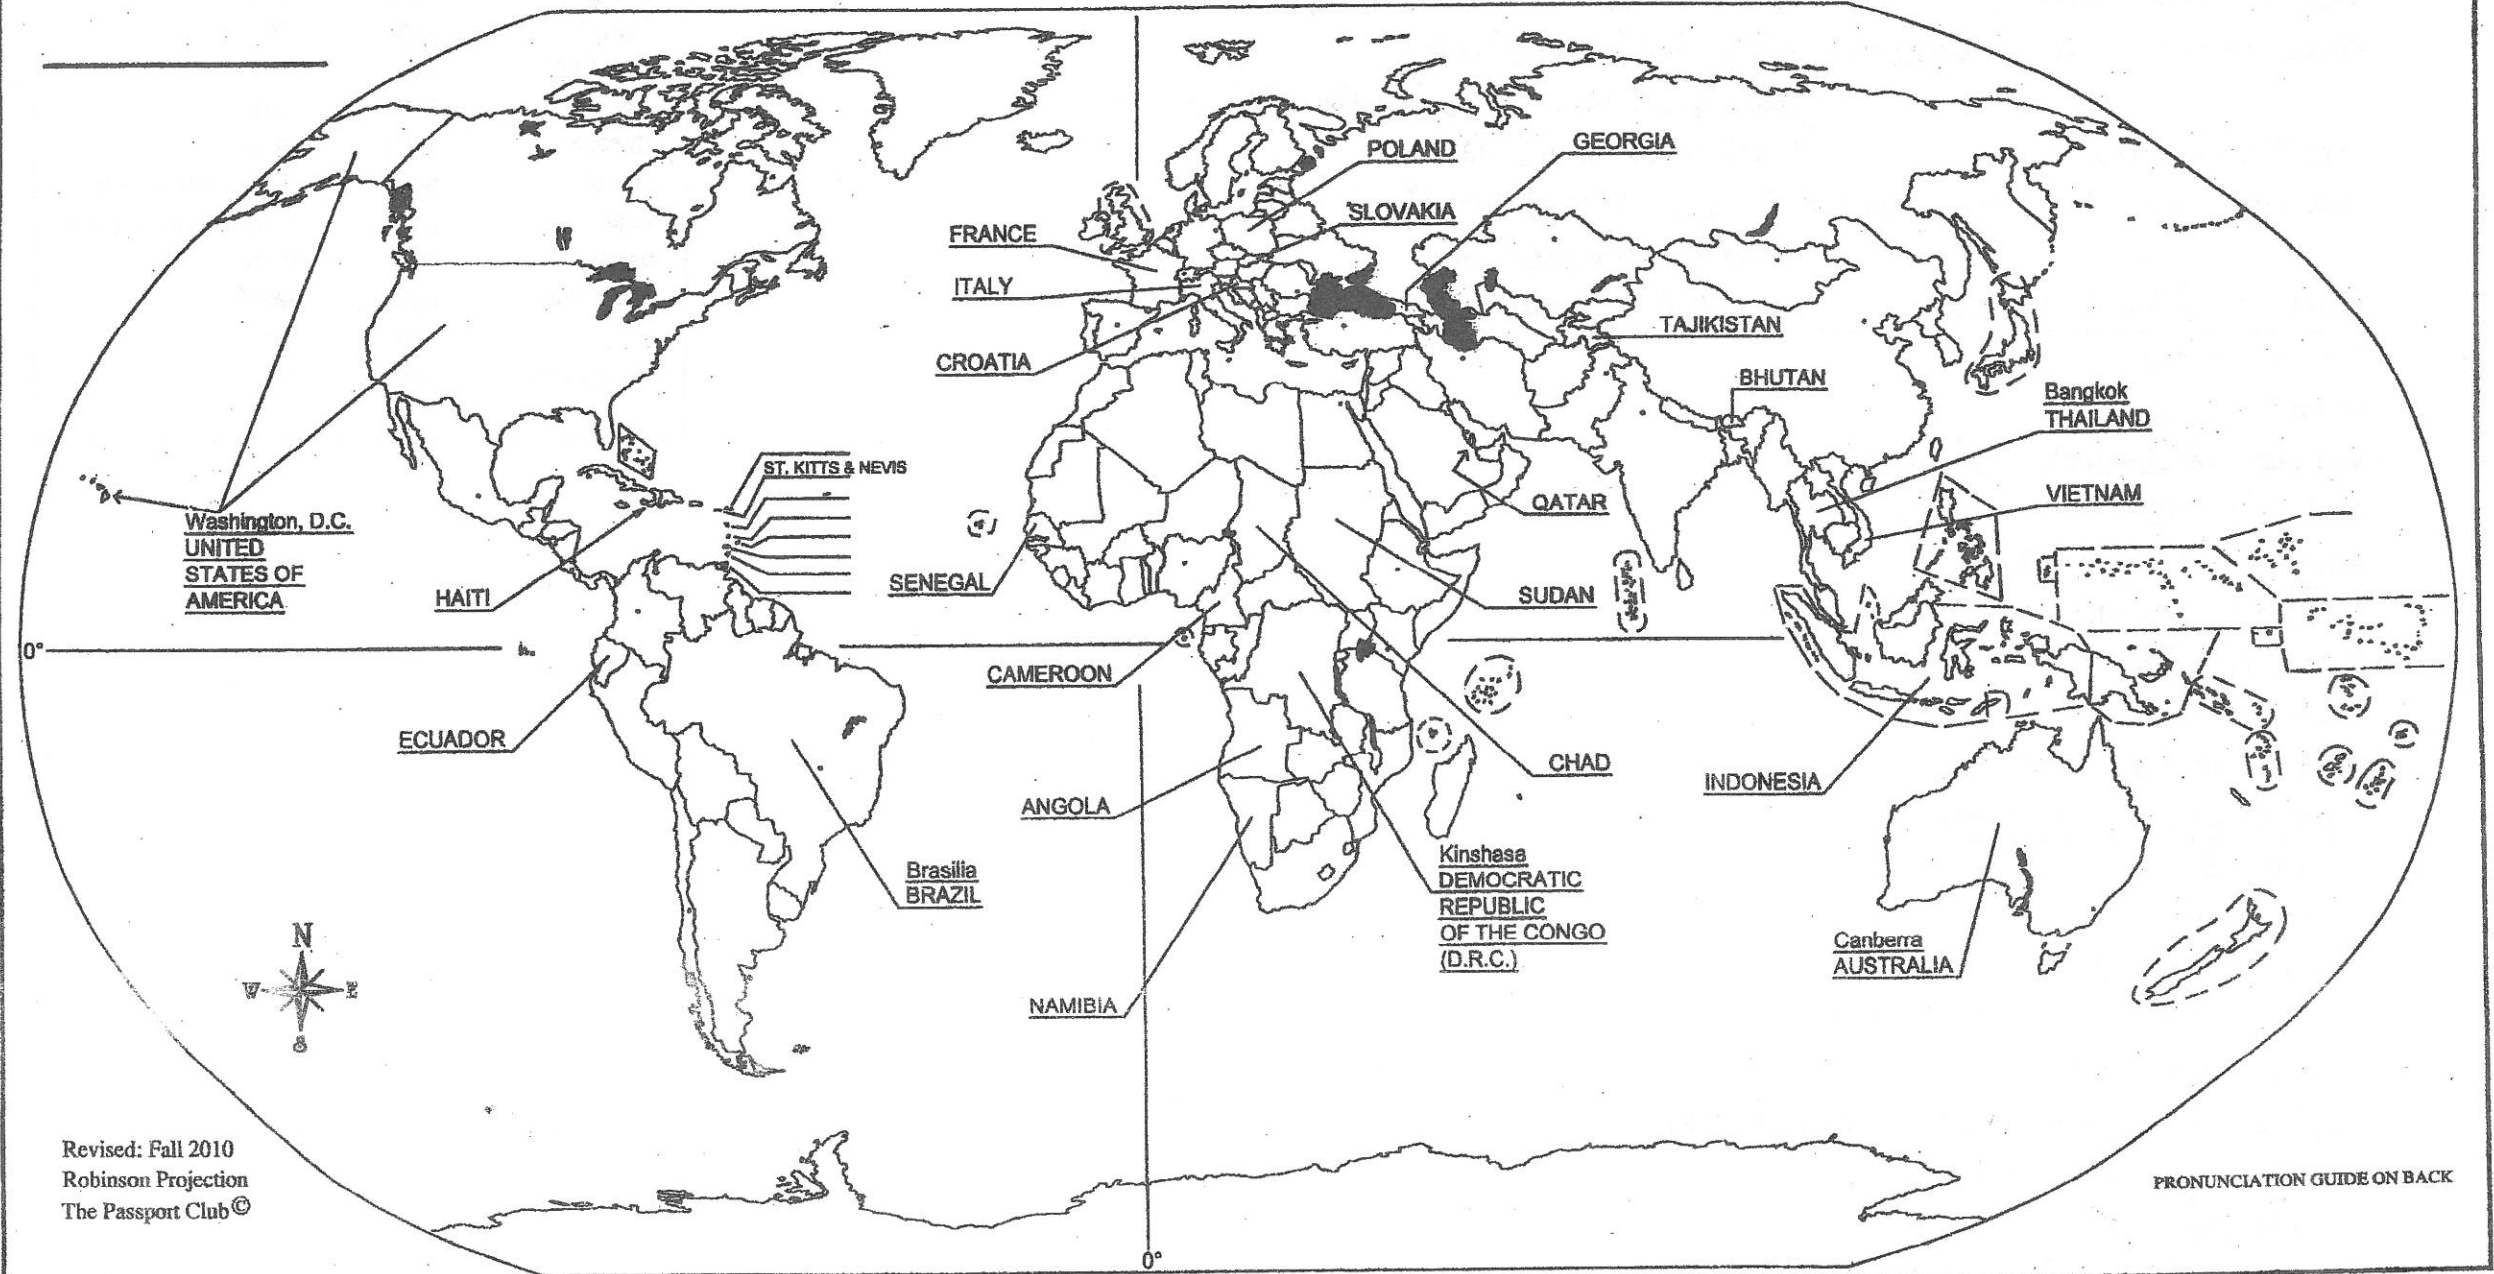 POLAND
GEORGIA
SLOVAKIA
FRANCE
ITALY
CROATIA
TAJIKISTAN
BHUTAN
Bangkok
THAILAND
VIETNAM
QATAR
ST. KITTS & NEVIS
Washington, D.C.
UNITED
STATES OF
AMERICA
HAITI
SENEGAL
SUDAN
0°
CAMEROON
ECUADOR
CHAD
INDONESIA
ANGOLA
Brasilia
BRAZIL
Kinshasa
DEMOCRATIC
REPUBLIC
OF THE CONGO
(D.R.C.)
Canberra
AUSTRALIA
NAMIBIA
N
W
E
S
Revised: Fall 2010
Robinson Projection
The Passport Club©
PRONUNCIATION GUIDE ON BACK
0°